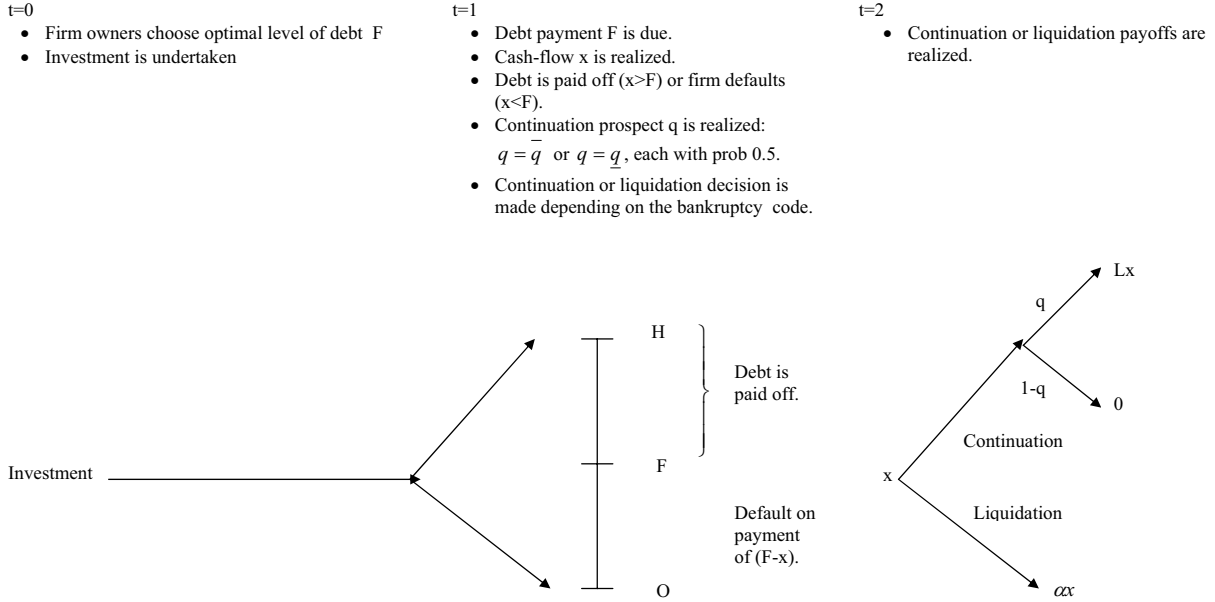 t=0
• Firm owners choose optimal level of debt F
• Investment is undertaken
t=1
• Debt payment F is due.
• Cash-flow x is realized.
• Debt is paid off (x>F) or firm defaults
(x<F).
• Continuation prospect q is realized:
q = q̅ or q = q̲, each with prob 0.5.
• Continuation or liquidation decision is
made depending on the bankruptcy code.
t=2
• Continuation or liquidation payoffs are
realized.
Investment
H
F
O
Debt is
paid off.
Default on
payment
of (F-x).
x
Continuation
Liquidation
q
1-q
Lx
0
αx